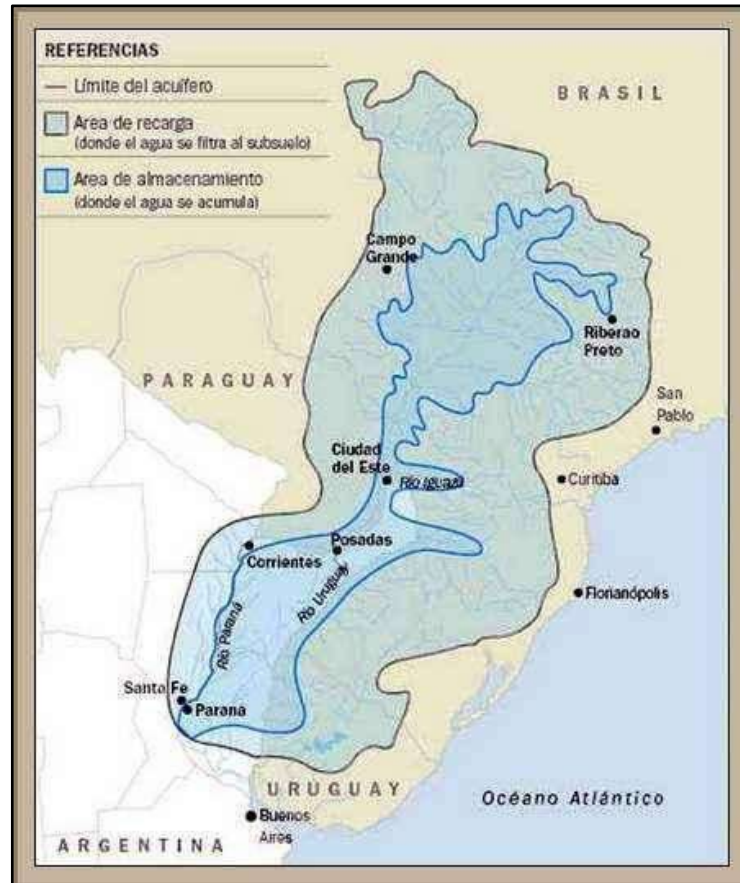 REFERENCIAS
Límite del acuífero
Area de recarga
(donde el agua se filtra al subsuelo)
Area de almacenamiento
(donde el agua se acumula)
BRASIL
Campo
Grande
Riberao
Preto
PARAGUAY
San
Pablo
Ciudad
del Este
Río Iguazú
Curitiba
Posadas
Corrientes
Río Uruguay
Florianópolis
Río Paraná
Santa Fe
Parana
URUGUAY
Océano Atlántico
Buenos
Aires
ARGENTINA